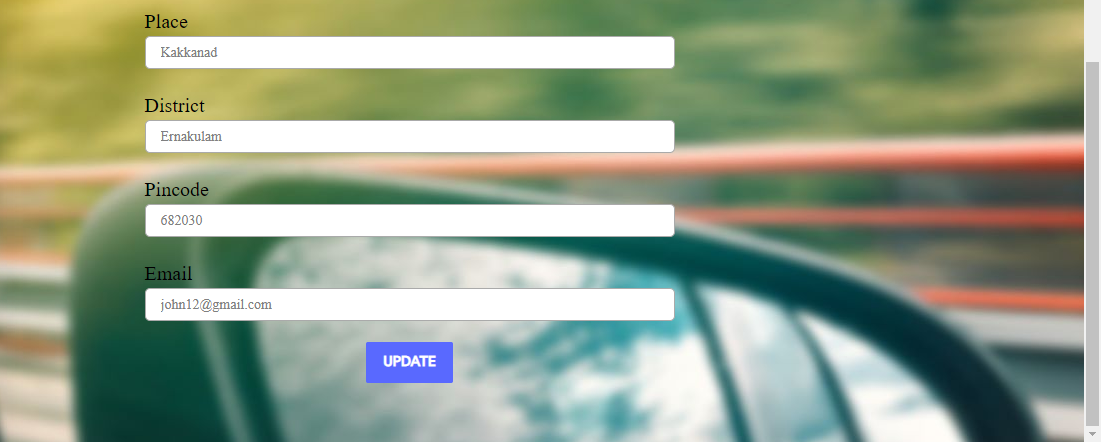 Place
Kakkanad
District
Ernakulam
Pincode
682030
Email
john12@gmail.com
UPDATE